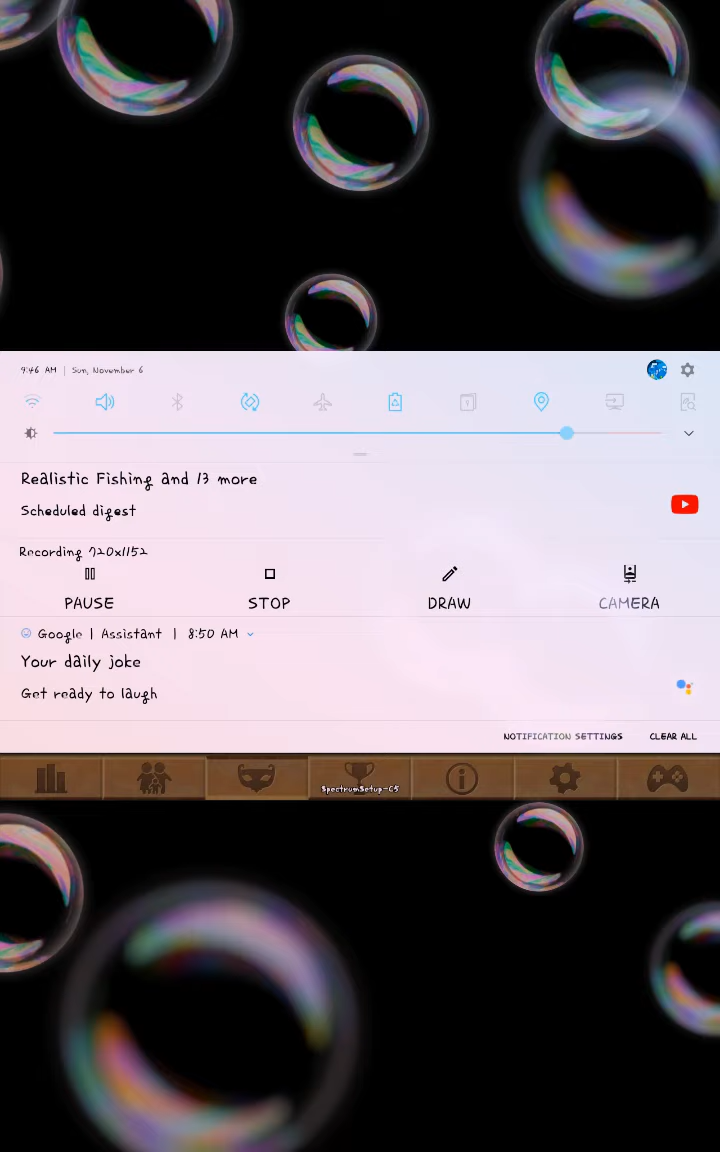 9:46 AM | Sun, November 6
Realistic Fishing and 13 more
Scheduled digest
Recording 720x1152
PAUSE STOP DRAW CAMERA
Google | Assistant | 8:50 AM
Your daily joke
Get ready to laugh
NOTIFICATION SETTINGS CLEAR ALL
SpectrumSetup-C5